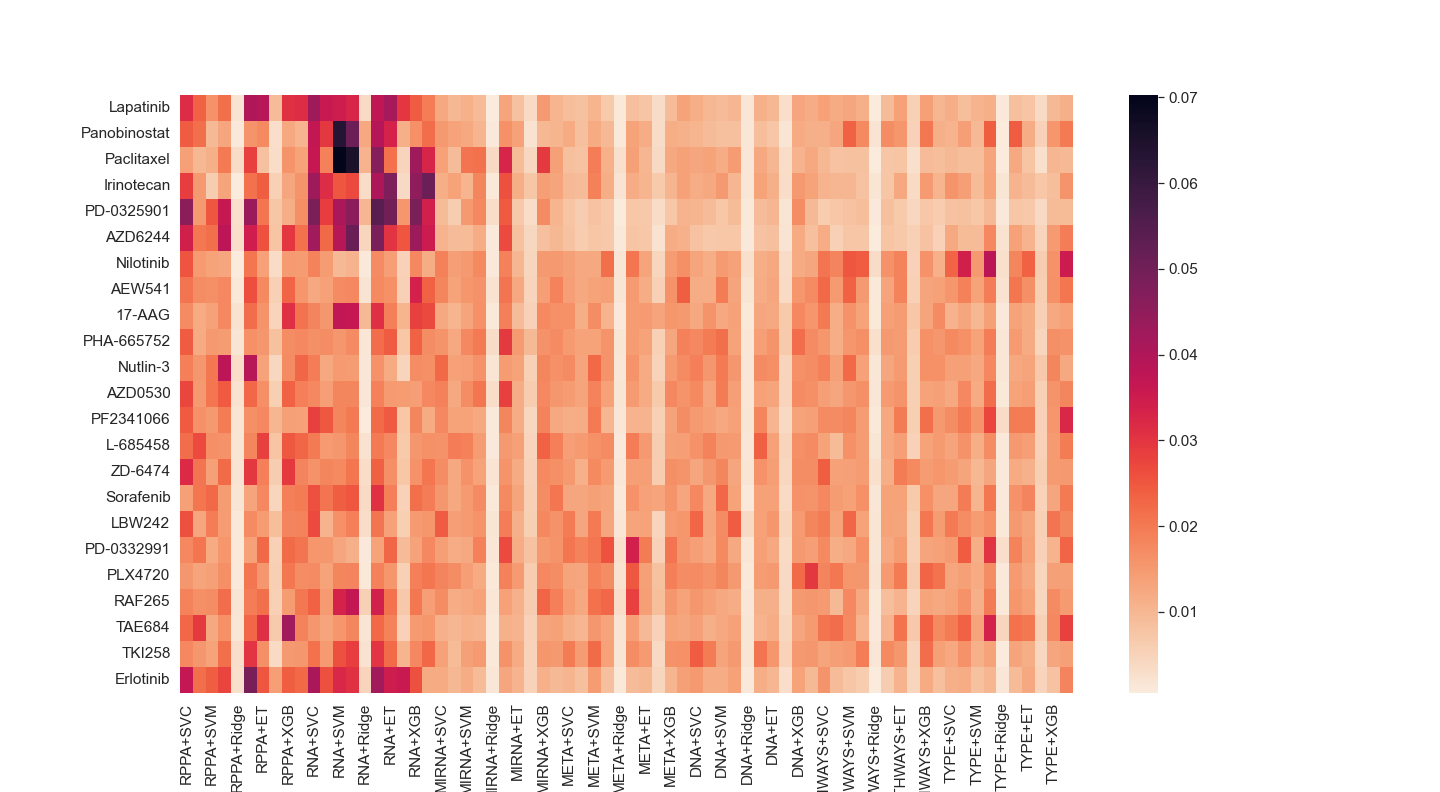 Lapatinib
Panobinostat
Paclitaxel
Irinotecan
PD-0325901
AZD6244
Nilotinib
AEW541
17-AAG
PHA-665752
Nutlin-3
AZD0530
PF2341066
L-685458
ZD-6474
Sorafenib
LBW242
PD-0332991
PLX4720
RAF265
TAE684
TKI258
Erlotinib
0.07
0.06
0.05
0.04
0.03
0.02
0.01
RPPA+SVC
RPPA+SVM
RPPA+Ridge
RPPA+ET
RPPA+XGB
RNA+SVC
RNA+SVM
RNA+Ridge
RNA+ET
RNA+XGB
MIRNA+SVC
MIRNA+SVM
IRNA+Ridge
MIRNA+ET
MIRNA+XGB
META+SVC
META+SVM
META+Ridge
META+ET
META+XGB
DNA+SVC
DNA+SVM
DNA+Ridge
DNA+ET
DNA+XGB
HWAYS+SVC
WAYS+SVM
WAYS+Ridge
THWAYS+ET
HWAYS+XGB
TYPE+SVC
TYPE+SVM
TYPE+Ridge
TYPE+ET
TYPE+XGB